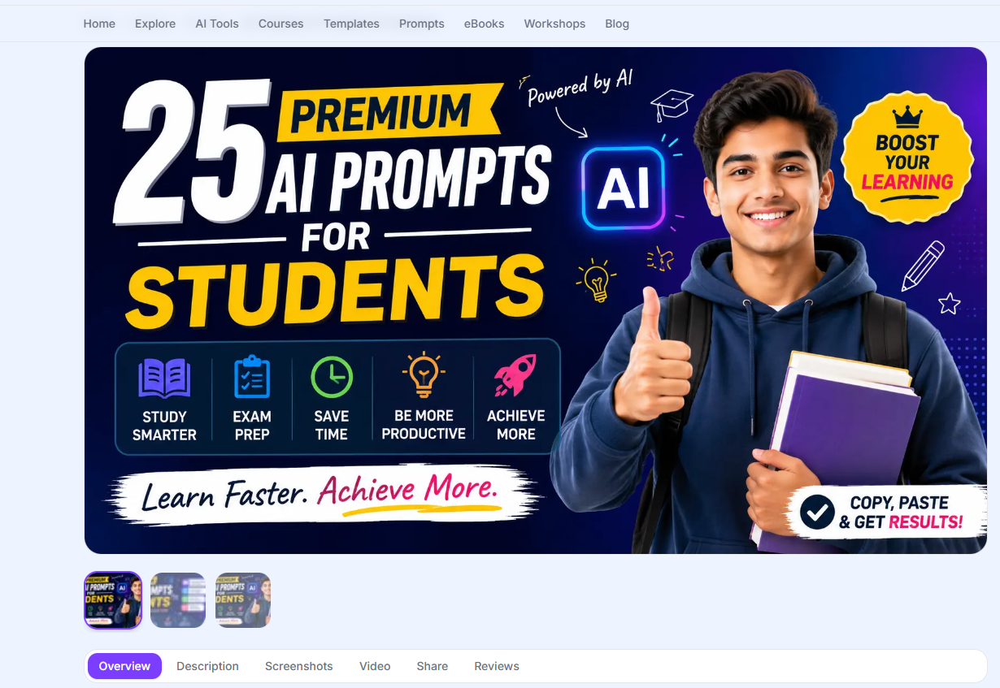 Home Explore AI Tools Courses Templates Prompts eBooks Workshops Blog
25 PREMIUM
AI PROMPTS
FOR
STUDENTS
Powered by AI
AI
BOOST
YOUR
LEARNING
STUDY
SMARTER
EXAM
PREP
SAVE
TIME
BE MORE
PRODUCTIVE
ACHIEVE
MORE
Learn Faster. Achieve More.
COPY, PASTE
& GET RESULTS!
Overview Description Screenshots Video Share Reviews